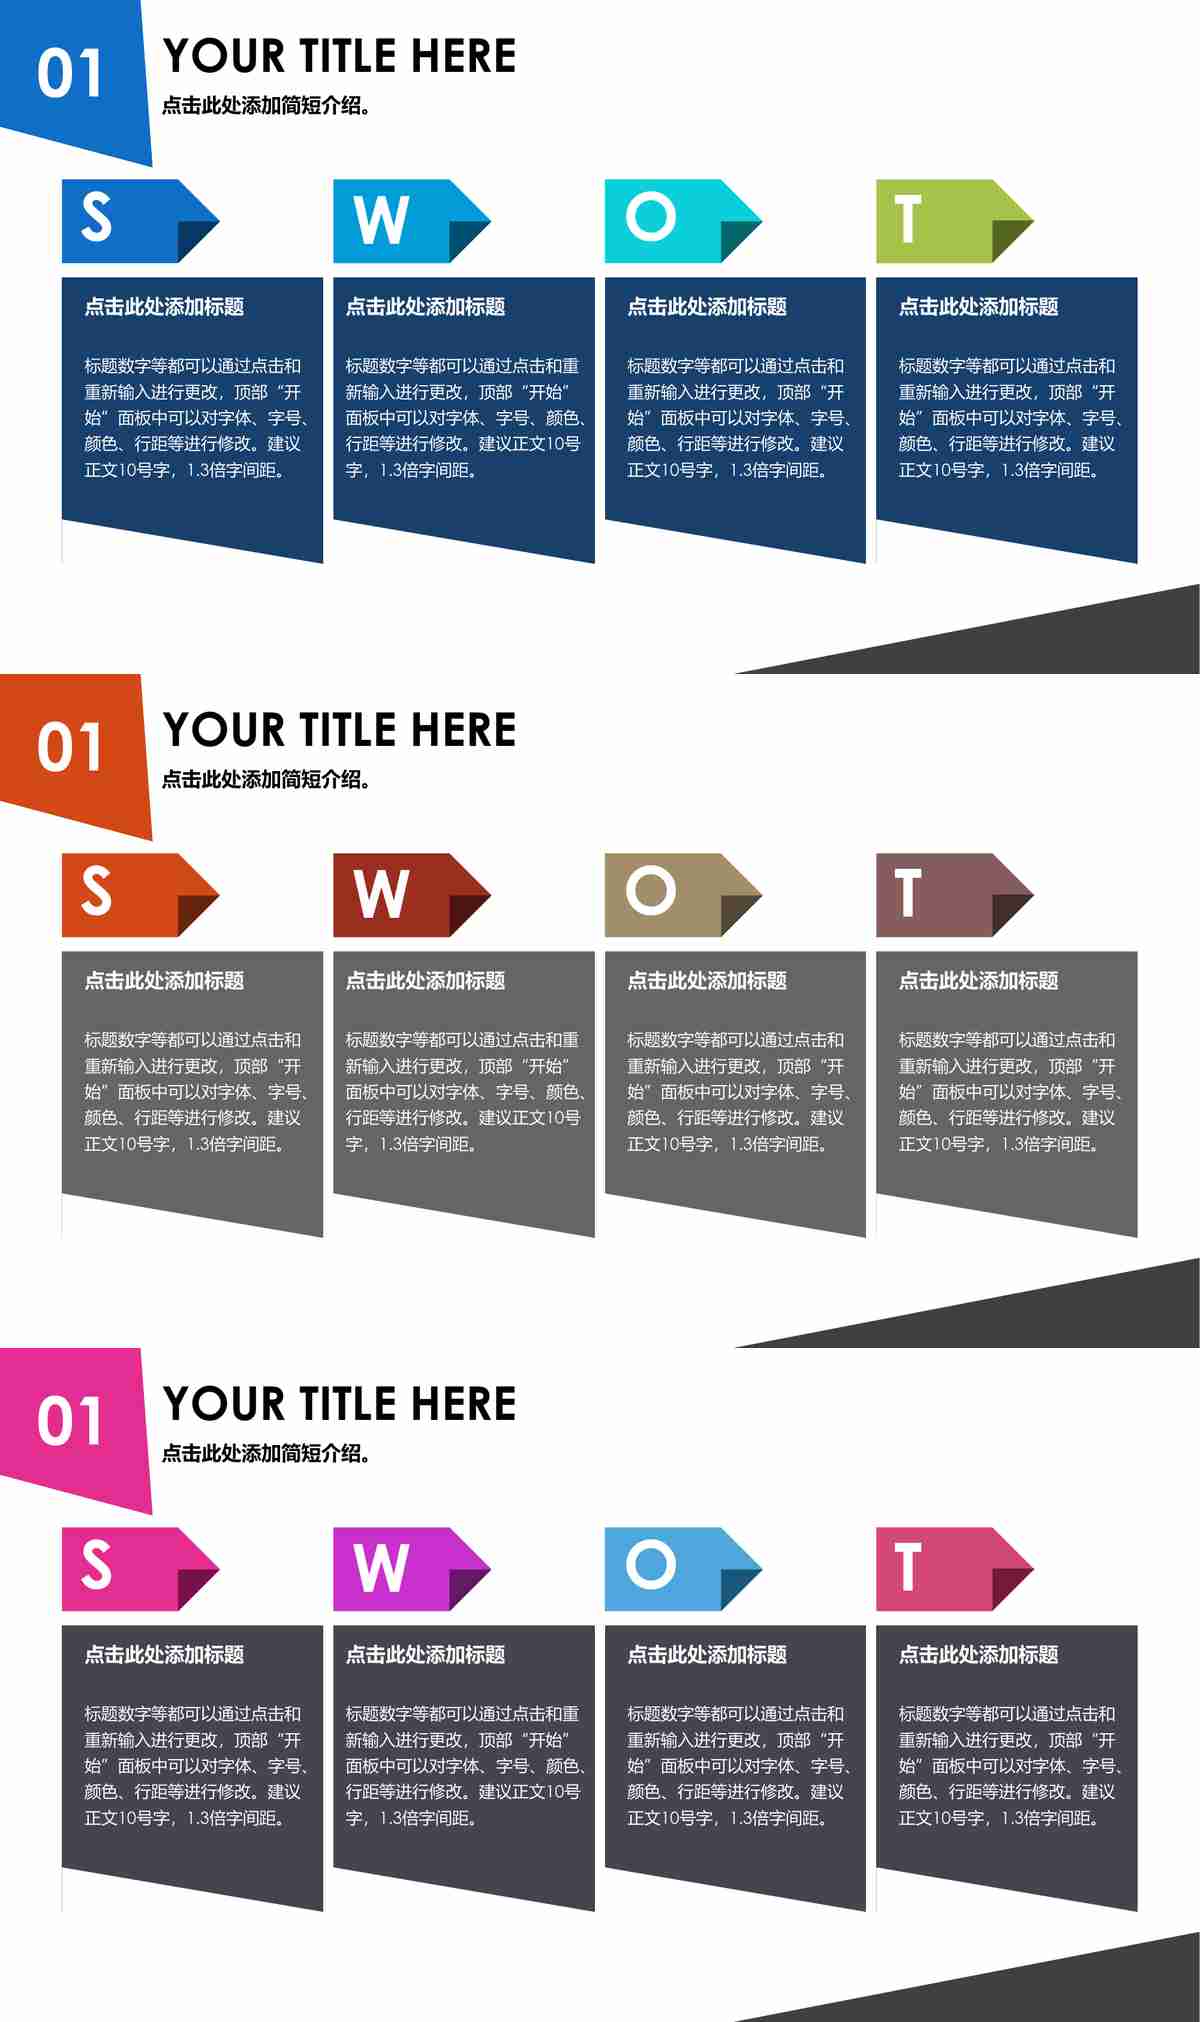 01
YOUR TITLE HERE
点击此处添加简短介绍。
S
W
O
T
点击此处添加标题
标题数字等都可以通过点击和
重新输入进行更改，顶部“开
始”面板中可以对字体、字号、
颜色、行距等进行修改。建议
正文10号字，1.3倍字间距。
点击此处添加标题
标题数字等都可以通过点击和重
新输入进行更改，顶部“开始”
面板中可以对字体、字号、颜色、
行距等进行修改。建议正文10号
字，1.3倍字间距。
点击此处添加标题
标题数字等都可以通过点击和
重新输入进行更改，顶部“开
始”面板中可以对字体、字号、
颜色、行距等进行修改。建议
正文10号字，1.3倍字间距。
点击此处添加标题
标题数字等都可以通过点击和
重新输入进行更改，顶部“开
始”面板中可以对字体、字号、
颜色、行距等进行修改。建议
正文10号字，1.3倍字间距。
01
YOUR TITLE HERE
点击此处添加简短介绍。
S
W
O
T
点击此处添加标题
标题数字等都可以通过点击和
重新输入进行更改，顶部“开
始”面板中可以对字体、字号、
颜色、行距等进行修改。建议
正文10号字，1.3倍字间距。
点击此处添加标题
标题数字等都可以通过点击和重
新输入进行更改，顶部“开始”
面板中可以对字体、字号、颜色、
行距等进行修改。建议正文10号
字，1.3倍字间距。
点击此处添加标题
标题数字等都可以通过点击和
重新输入进行更改，顶部“开
始”面板中可以对字体、字号、
颜色、行距等进行修改。建议
正文10号字，1.3倍字间距。
点击此处添加标题
标题数字等都可以通过点击和
重新输入进行更改，顶部“开
始”面板中可以对字体、字号、
颜色、行距等进行修改。建议
正文10号字，1.3倍字间距。
01
YOUR TITLE HERE
点击此处添加简短介绍。
S
W
O
T
点击此处添加标题
标题数字等都可以通过点击和
重新输入进行更改，顶部“开
始”面板中可以对字体、字号、
颜色、行距等进行修改。建议
正文10号字，1.3倍字间距。
点击此处添加标题
标题数字等都可以通过点击和重
新输入进行更改，顶部“开始”
面板中可以对字体、字号、颜色、
行距等进行修改。建议正文10号
字，1.3倍字间距。
点击此处添加标题
标题数字等都可以通过点击和
重新输入进行更改，顶部“开
始”面板中可以对字体、字号、
颜色、行距等进行修改。建议
正文10号字，1.3倍字间距。
点击此处添加标题
标题数字等都可以通过点击和
重新输入进行更改，顶部“开
始”面板中可以对字体、字号、
颜色、行距等进行修改。建议
正文10号字，1.3倍字间距。